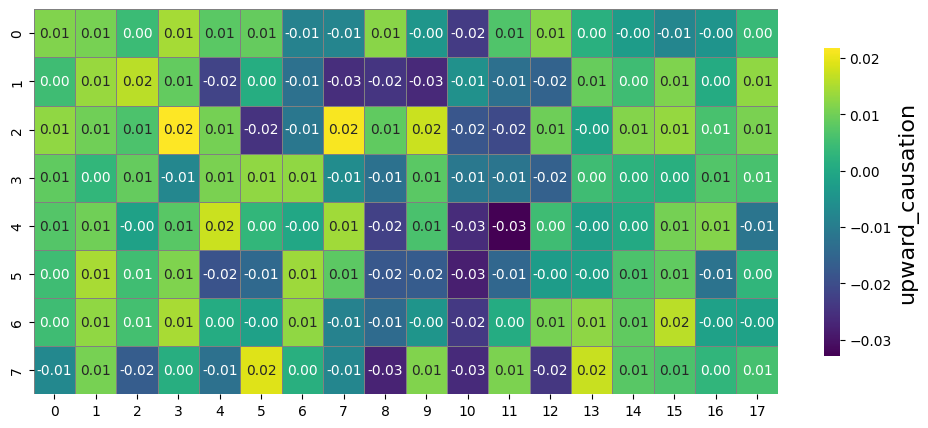 0 0.01 0.01 0.00 0.01 0.01 0.01 -0.01 -0.01 0.01 -0.00 -0.02 0.01 0.01 0.00 -0.00 -0.01 -0.00 0.00
1 0.00 0.01 0.02 0.01 -0.02 0.00 -0.01 -0.03 -0.02 -0.03 -0.01 -0.01 -0.02 0.01 0.00 0.01 0.00 0.01
2 0.01 0.01 0.01 0.02 0.01 -0.02 -0.01 0.02 0.01 0.02 -0.02 -0.02 0.01 -0.00 0.01 0.01 0.01 0.01
3 0.01 0.00 0.01 -0.01 0.01 0.01 0.01 -0.01 -0.01 0.01 -0.01 -0.01 -0.02 0.00 0.00 0.00 0.01 0.01
4 0.01 0.01 -0.00 0.01 0.02 0.00 -0.00 0.01 -0.02 0.01 -0.03 -0.03 0.00 -0.00 -0.00 0.01 0.01 -0.01
5 0.00 0.01 0.01 0.01 -0.02 -0.01 0.01 0.01 -0.02 -0.02 -0.03 -0.01 -0.00 -0.00 0.01 0.01 -0.01 0.00
6 0.00 0.01 0.01 0.01 0.00 -0.00 0.01 -0.01 -0.01 -0.00 -0.02 0.00 0.01 0.01 0.01 0.02 -0.00 -0.00
7 -0.01 0.01 -0.02 0.00 -0.01 0.02 0.00 -0.01 -0.03 0.01 -0.03 0.01 -0.02 0.02 0.01 0.01 0.00 0.01
0 1 2 3 4 5 6 7 8 9 10 11 12 13 14 15 16 17
0.02
0.01
0.00
−0.01
−0.02
−0.03
upward_causation